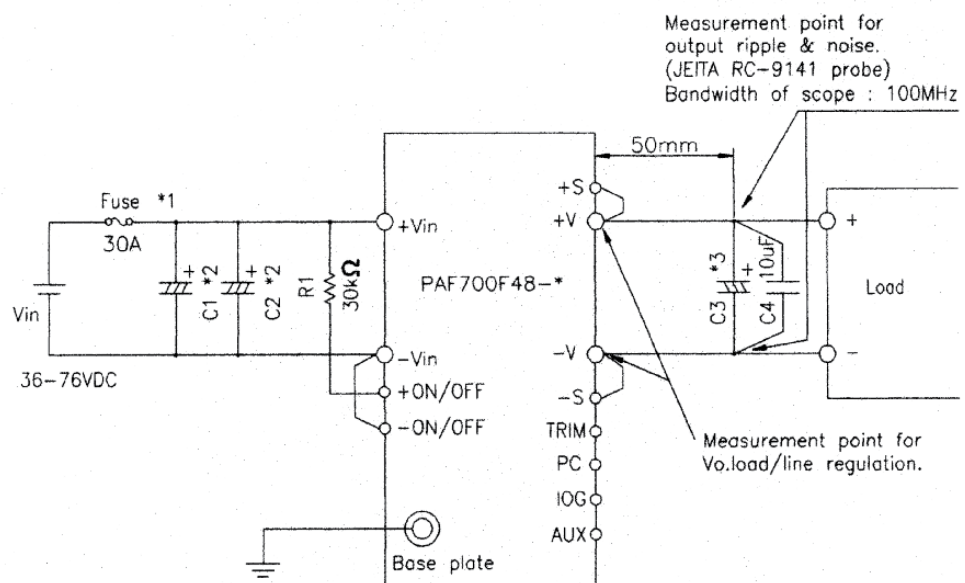 Measurement point for
output ripple & noise.
(JEITA RC-9141 probe)
Bandwidth of scope : 100MHz
50mm
Fuse *1
30A
Vin
36-76VDC
C1 *2
+
C2 *2
+
R1
30kΩ
+Vin
-Vin
+ON/OFF
-ON/OFF
PAF700F48-*
+S
+V
-V
-S
TRIM
PC
IOG
AUX
C3 *3
+
C4 10uF
+
Load
-
Measurement point for
Vo.load/line regulation.
Base plate